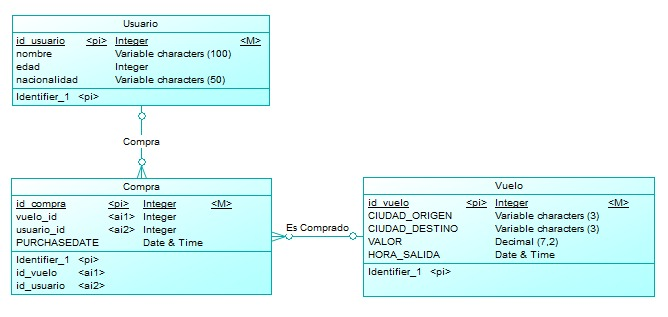 Usuario
id_usuario <pi> Integer <M>
nombre Variable characters (100)
edad Integer
nacionalidad Variable characters (50)
Identifier_1 <pi>
Compra
Compra
id_compra <pi> Integer <M>
vuelo_id <ai1> Integer
usuario_id <ai2> Integer
PURCHASEDATE Date & Time
Identifier_1 <pi>
id_vuelo <ai1>
id_usuario <ai2>
Es Comprado
Vuelo
id_vuelo <pi> Integer <M>
CIUDAD_ORIGEN Variable characters (3)
CIUDAD_DESTINO Variable characters (3)
VALOR Decimal (7,2)
HORA_SALIDA Date & Time
Identifier_1 <pi>